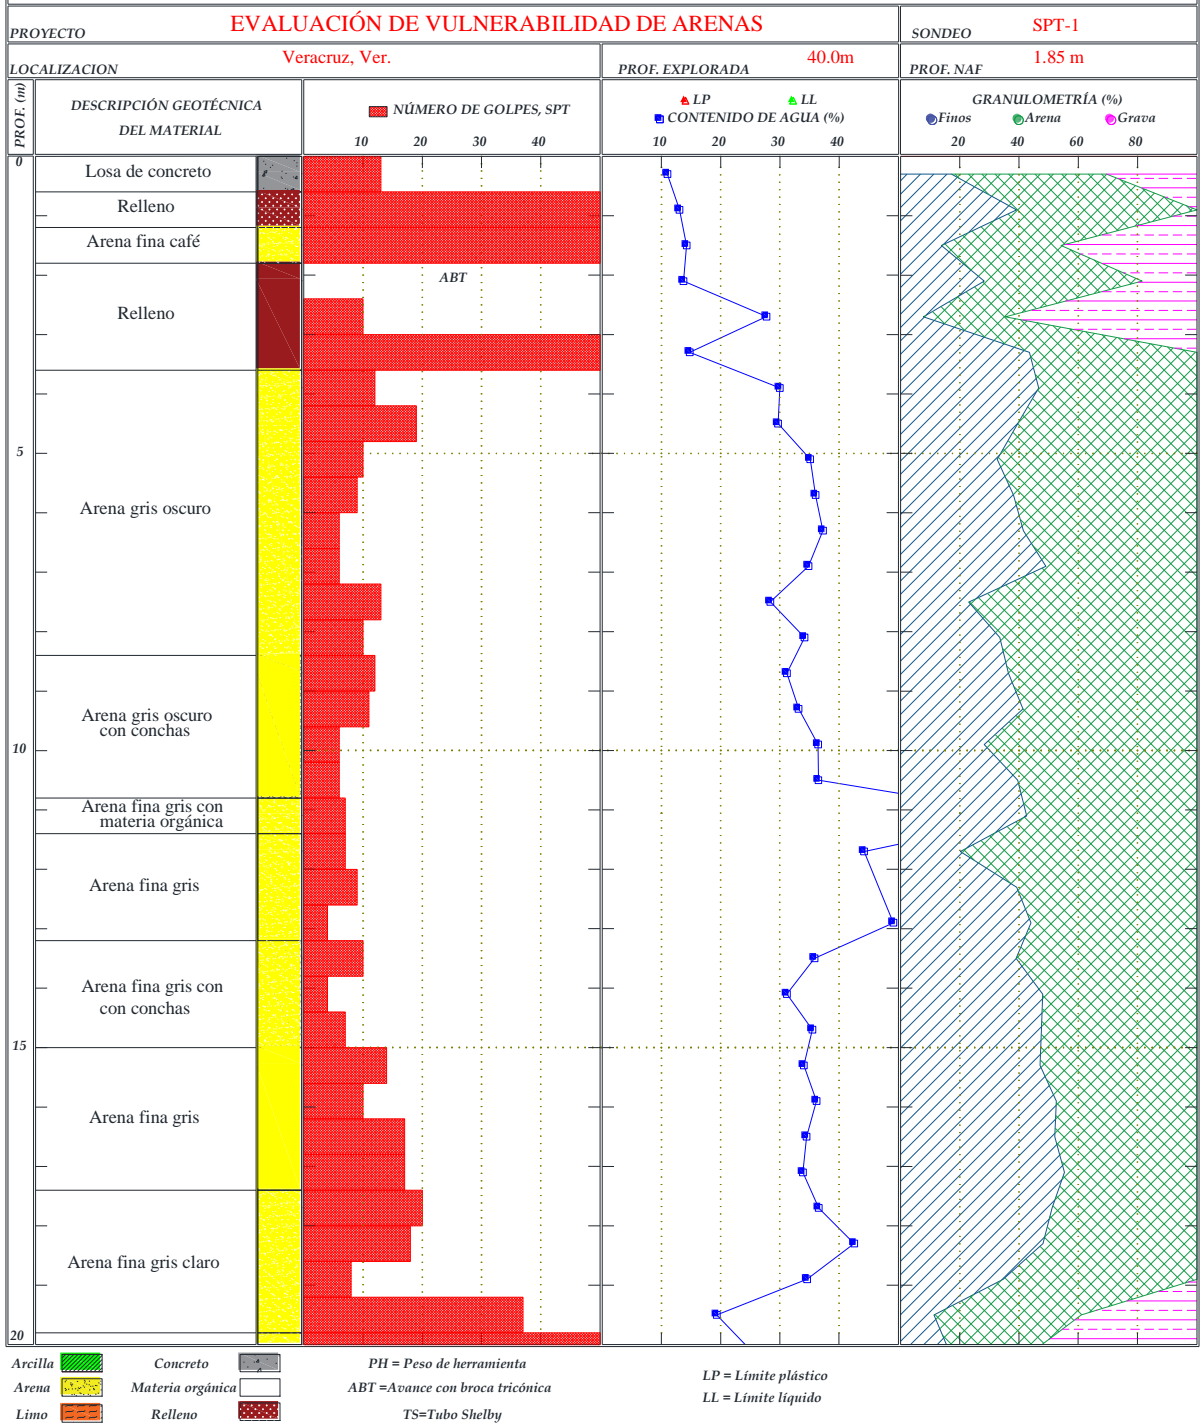 EVALUACIÓN DE VULNERABILIDAD DE ARENAS
PROYECTO
SONDEO
SPT-1
Veracruz, Ver.
LOCALIZACION
PROF. EXPLORADA
40.0m
PROF. NAF
1.85 m
PROF. (m)
DESCRIPCIÓN GEOTÉCNICA
DEL MATERIAL
NÚMERO DE GOLPES, SPT
10 20 30 40
LP LL
CONTENIDO DE AGUA (%)
10 20 30 40
GRANULOMETRÍA (%)
Finos Arena Grava
20 40 60 80
0
Losa de concreto
Relleno
Arena fina café
ABT
Relleno
5
Arena gris oscuro
Arena gris oscuro
con conchas
10
Arena fina gris con
materia orgánica
Arena fina gris
Arena fina gris con
con conchas
15
Arena fina gris
Arena fina gris claro
20
Arcilla Concreto PH = Peso de herramienta
Arena Materia orgánica ABT =Avance con broca tricónica
Limo Relleno TS=Tubo Shelby
LP = Límite plástico
LL = Límite líquido